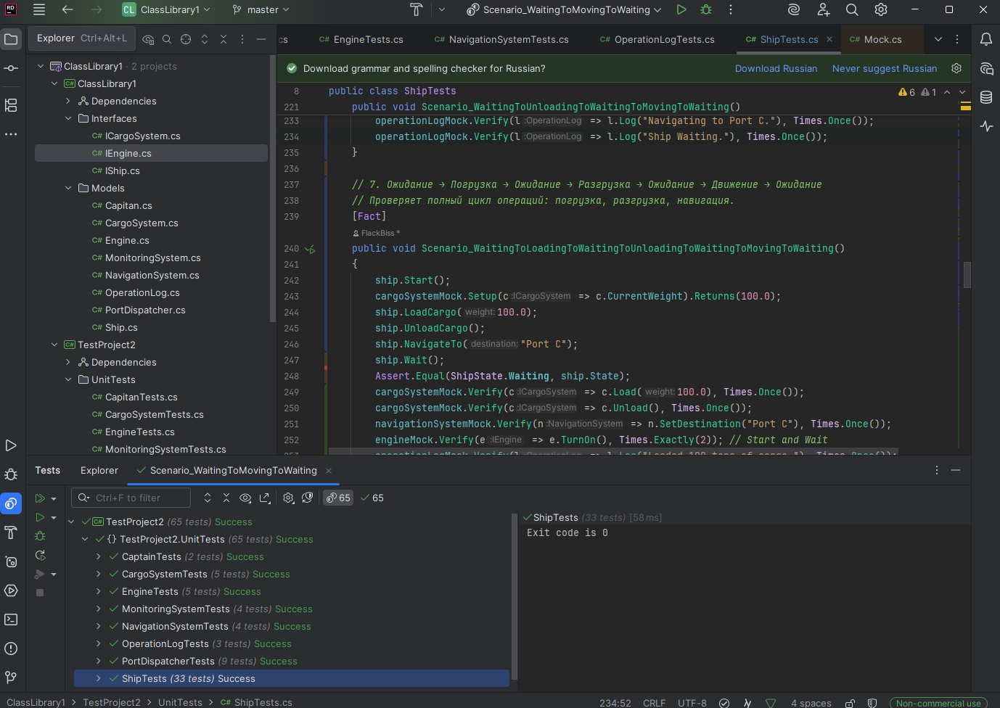 RD
CL ClassLibrary1
master
Scenario_WaitingToMovingToWaiting
Explorer Ctrl+Alt+L
cs
C# EngineTests.cs
C# NavigationSystemTests.cs
C# OperationLogTests.cs
C# ShipTests.cs
C# Mock.cs
Download grammar and spelling checker for Russian?
Download Russian
Never suggest Russian
ClassLibrary1 · 2 projects
C# ClassLibrary1
Dependencies
Interfaces
C# ICargoSystem.cs
C# IEngine.cs
C# IShip.cs
Models
C# Capitan.cs
C# CargoSystem.cs
C# Engine.cs
C# MonitoringSystem.cs
C# NavigationSystem.cs
C# OperationLog.cs
C# PortDispatcher.cs
C# Ship.cs
C# TestProject2
Dependencies
UnitTests
C# CapitanTests.cs
C# CargoSystemTests.cs
C# EngineTests.cs
C# MonitoringSystemTests.cs
8 public class ShipTests
6 1
221 public void Scenario_WaitingToUnloadingToWaitingToMovingToWaiting()
233 operationLogMock.Verify(l :OperationLog => l.Log("Navigating to Port C."), Times.Once());
234 operationLogMock.Verify(l :OperationLog => l.Log("Ship Waiting."), Times.Once());
235 }
236
237 // 7. Ожидание → Погрузка → Ожидание → Разгрузка → Ожидание → Движение → Ожидание
238 // Проверяет полный цикл операций: погрузка, разгрузка, навигация.
239 [Fact]
FlackBiss *
240 public void Scenario_WaitingToLoadingToWaitingToUnloadingToWaitingToMovingToWaiting()
241 {
242 ship.Start();
243 cargoSystemMock.Setup(c :ICargoSystem => c.CurrentWeight).Returns(100.0);
244 ship.LoadCargo( weight: 100.0);
245 ship.UnloadCargo();
246 ship.NavigateTo( destination: "Port C");
247 ship.Wait();
248 Assert.Equal(ShipState.Waiting, ship.State);
249 cargoSystemMock.Verify(c :ICargoSystem => c.Load( weight: 100.0), Times.Once());
250 cargoSystemMock.Verify(c :ICargoSystem => c.Unload(), Times.Once());
251 navigationSystemMock.Verify(n :NavigationSystem => n.SetDestination("Port C"), Times.Once());
252 engineMock.Verify(e :IEngine => e.TurnOn(), Times.Exactly(2)); // Start and Wait
253 operationLogMock.Verify(l :OperationLog => l.Log("Loaded 100 tons of cargo."), Times.Once());
Tests
Explorer
Scenario_WaitingToMovingToWaiting
Ctrl+F to filter
65
65
C# TestProject2 (65 tests) Success
{} TestProject2.UnitTests (65 tests) Success
CaptainTests (2 tests) Success
CargoSystemTests (5 tests) Success
EngineTests (5 tests) Success
MonitoringSystemTests (4 tests) Success
NavigationSystemTests (4 tests) Success
OperationLogTests (3 tests) Success
PortDispatcherTests (9 tests) Success
ShipTests (33 tests) Success
ShipTests (33 tests) [58 ms]
Exit code is 0
ClassLibrary1 > TestProject2 > UnitTests > C# ShipTests.cs
234:52
CRLF
UTF-8
4 spaces
Non-commercial use